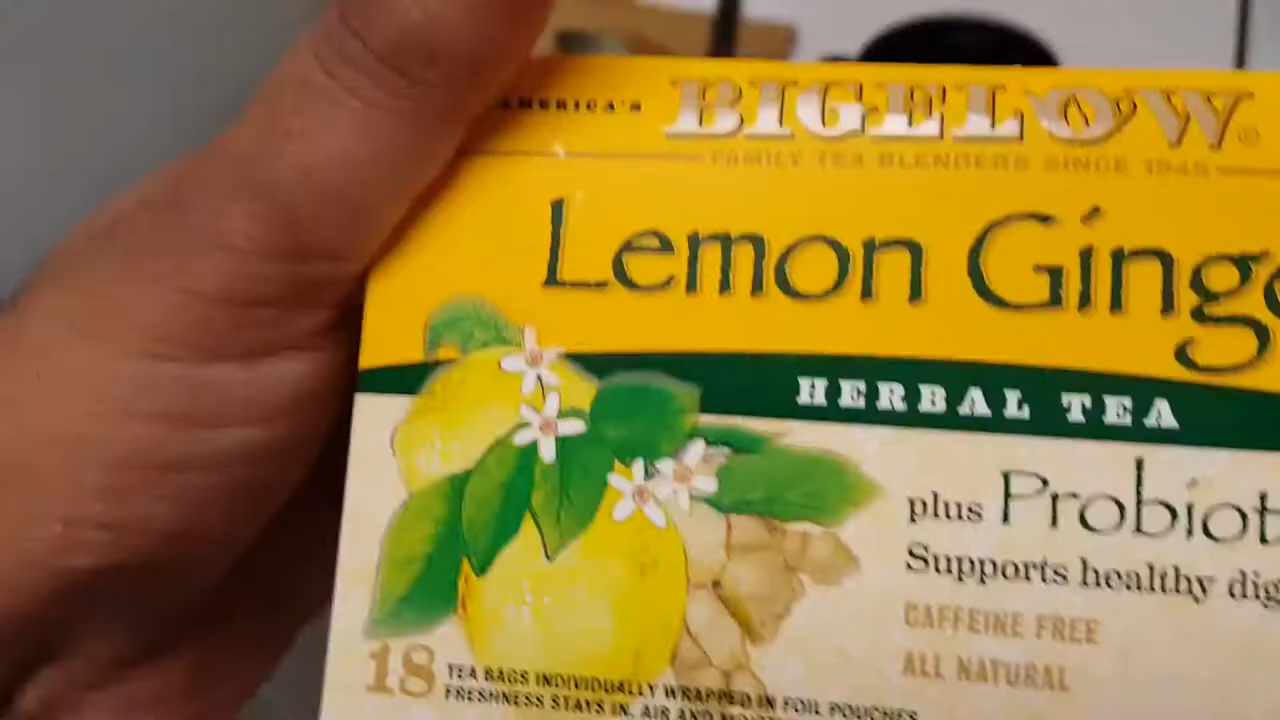 AMERICA'S
BIGELOW®
FAMILY TEA BLENDERS SINCE 1945
Lemon Ginge
HERBAL TEA
plus Probiot
Supports healthy dig
CAFFEINE FREE
ALL NATURAL
18 TEA BAGS INDIVIDUALLY WRAPPED IN FOIL POUCHES
FRESHNESS STAYS IN, AIR AND